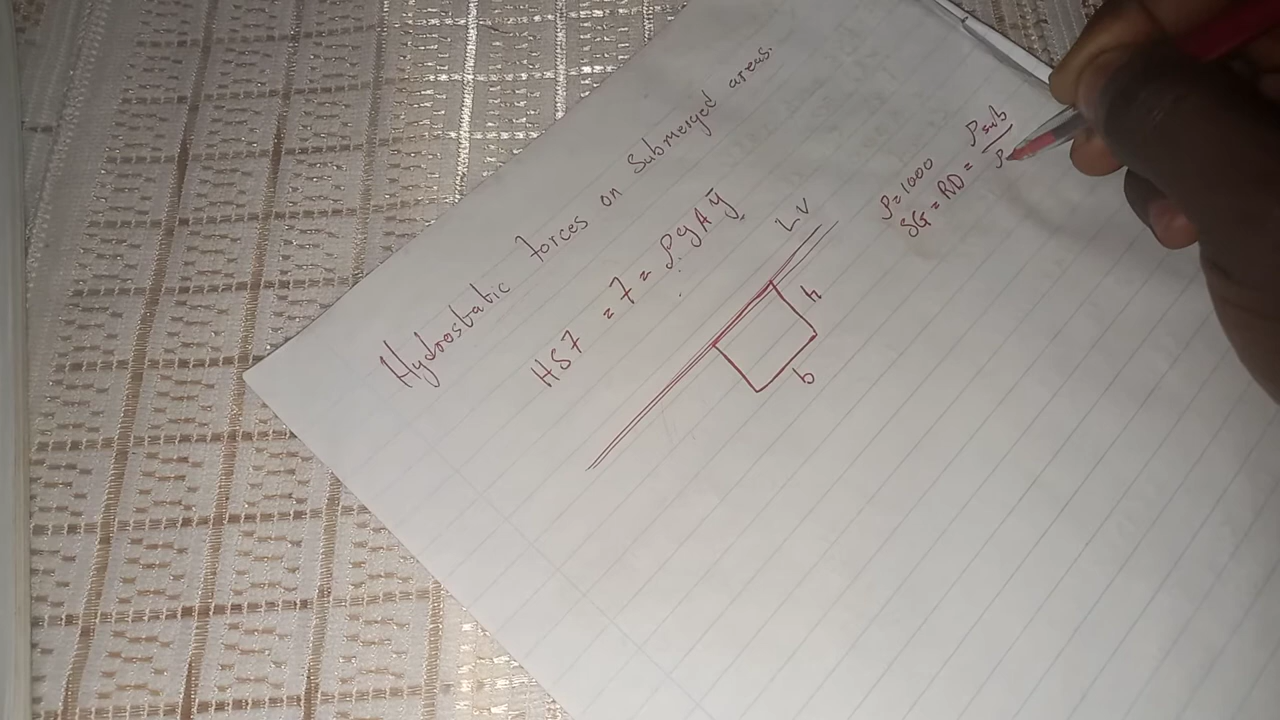 Hydrostatic Forces on Submerged areas.
HSF = F = ρgAȳ
LV
h
b
ρ=1000
SG = RD = ρsub
ρ